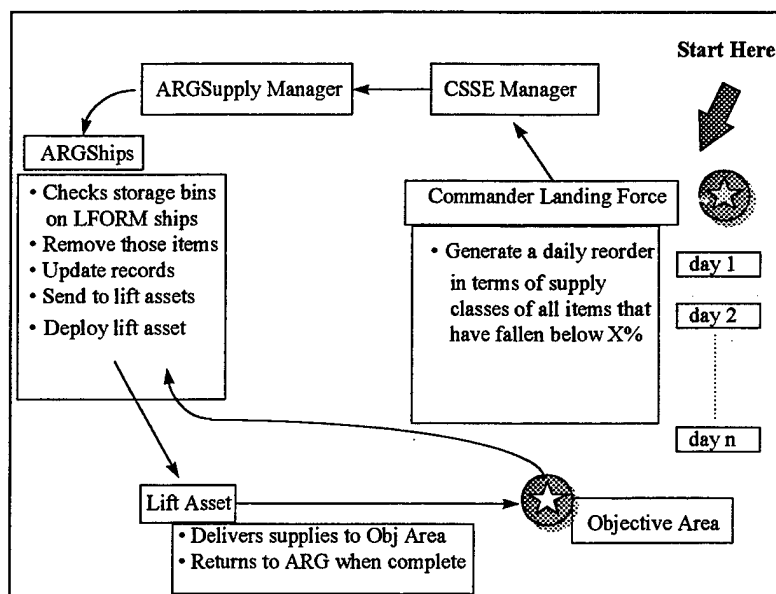 Start Here
ARGSupply Manager
CSSE Manager
ARGShips
• Checks storage bins
on LFORM ships
• Remove those items
• Update records
• Send to lift assets
• Deploy lift asset
Commander Landing Force
• Generate a daily reorder
in terms of supply
classes of all items that
have fallen below X%
day 1
day 2
day n
Lift Asset
• Delivers supplies to Obj Area
• Returns to ARG when complete
Objective Area